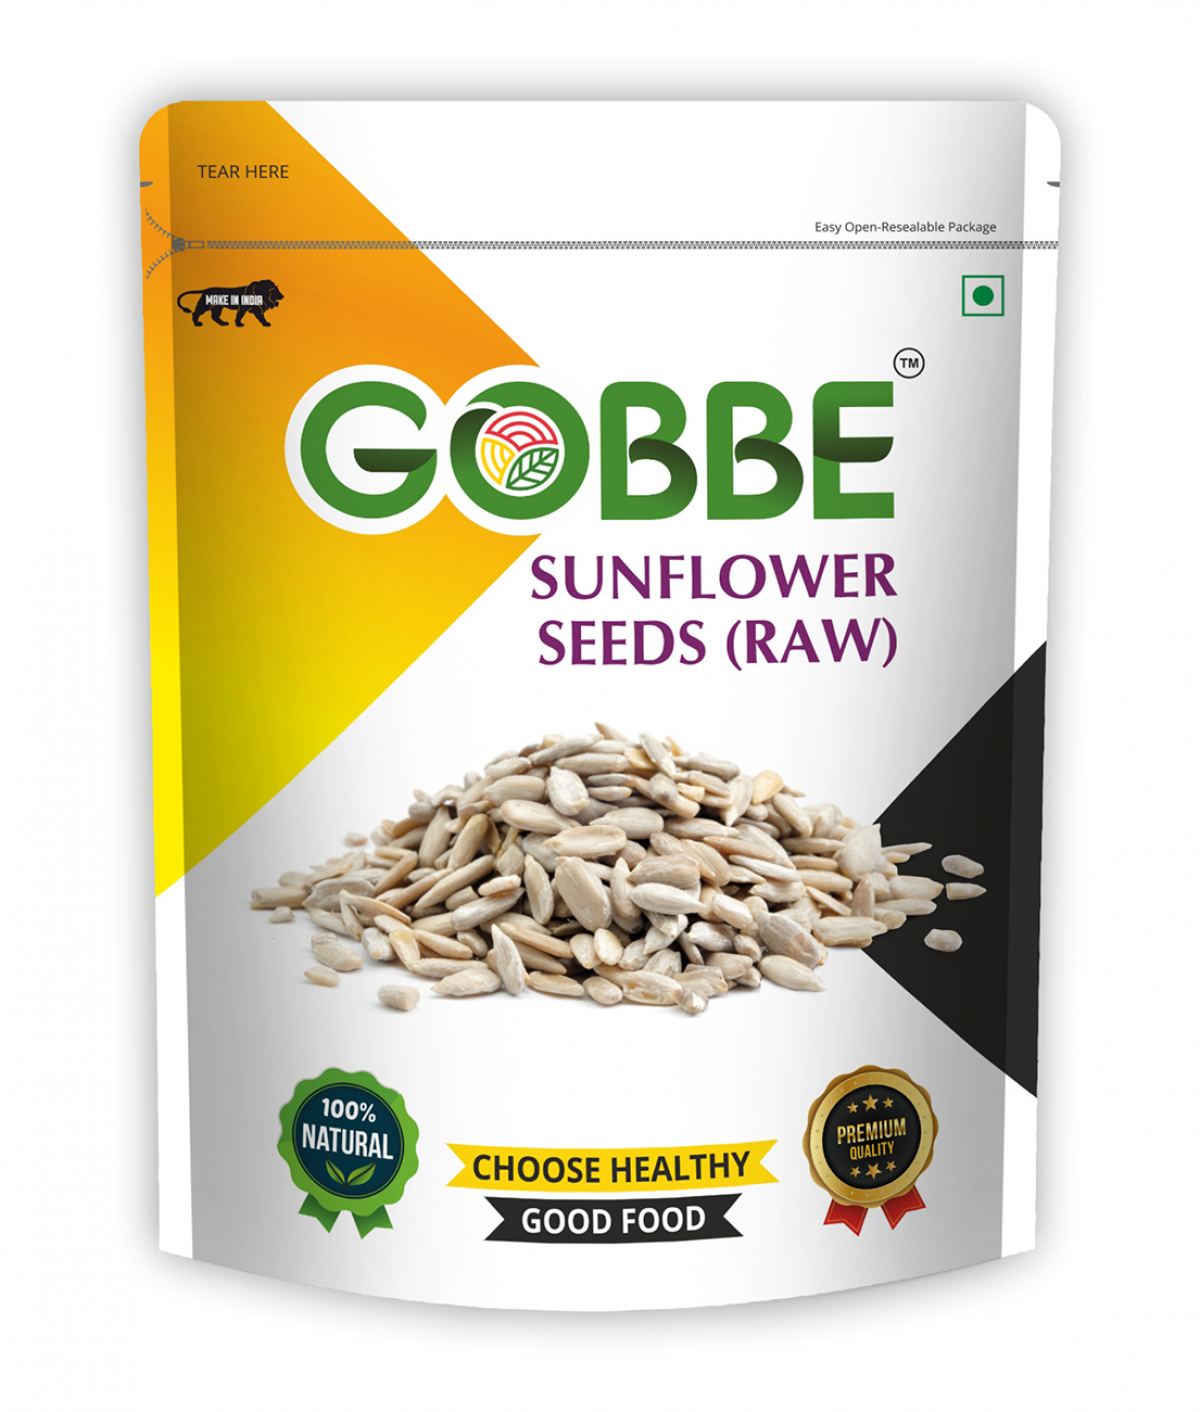 TEAR HERE
Easy Open-Resealable Package
MAKE IN INDIA
GOBBE
TM
SUNFLOWER
SEEDS (RAW)
100%
NATURAL
CHOOSE HEALTHY
GOOD FOOD
PREMIUM
QUALITY